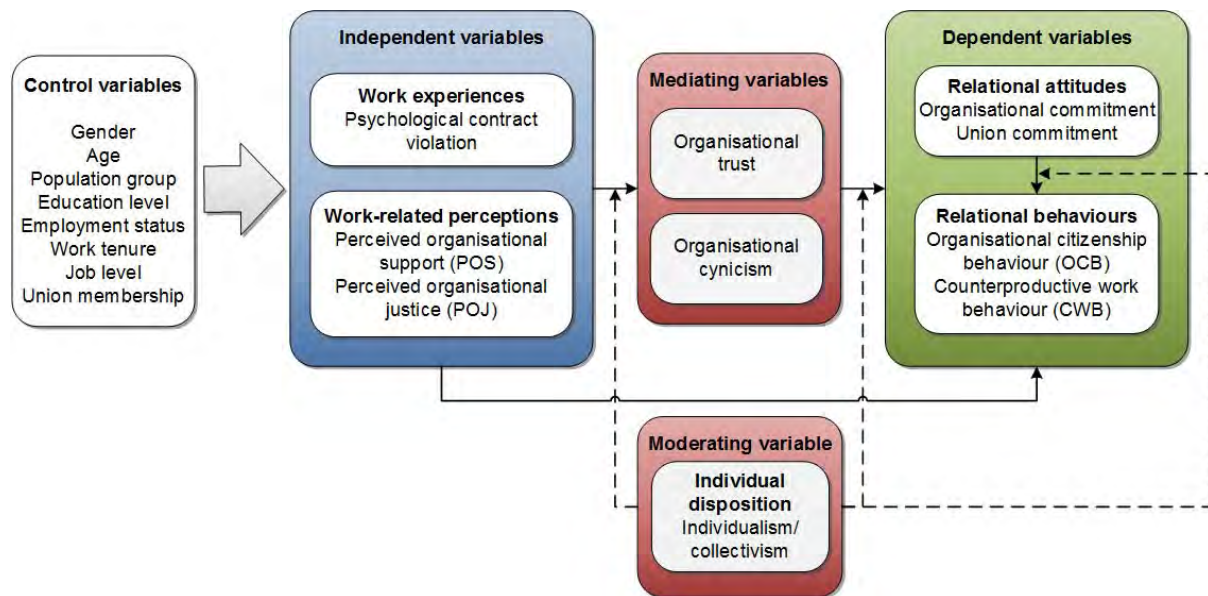 Control variables
Gender
Age
Population group
Education level
Employment status
Work tenure
Job level
Union membership
Independent variables
Work experiences
Psychological contract
violation
Work-related perceptions
Perceived organisational
support (POS)
Perceived organisational
justice (POJ)
Mediating variables
Organisational
trust
Organisational
cynicism
Dependent variables
Relational attitudes
Organisational commitment
Union commitment
Relational behaviours
Organisational citizenship
behaviour (OCB)
Counterproductive work
behaviour (CWB)
Moderating variable
Individual
disposition
Individualism/
collectivism